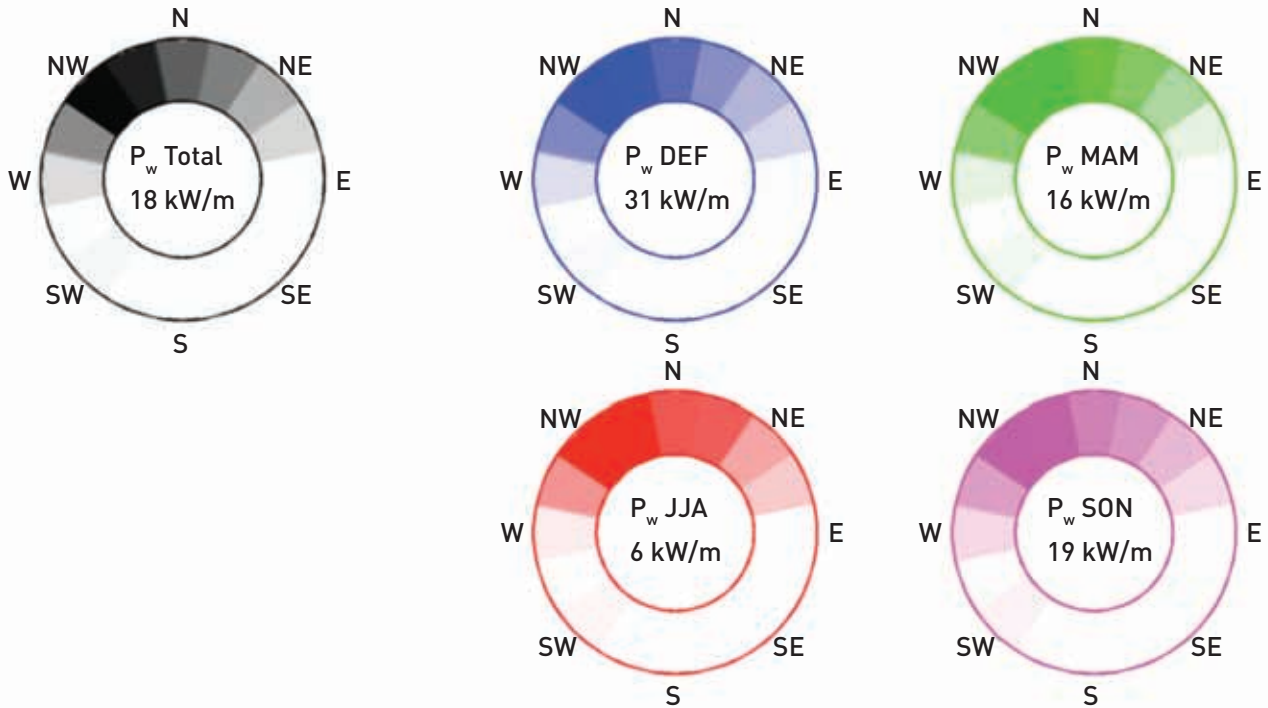 N
NW
NE
P_w Total
W
E
18 kW/m
SW
SE
S
N
NW
NE
P_w DEF
W
E
31 kW/m
SW
SE
S
N
NW
NE
P_w MAM
W
E
16 kW/m
SW
SE
S
N
NW
NE
P_w JJA
W
E
6 kW/m
SW
SE
S
N
NW
NE
P_w SON
W
E
19 kW/m
SW
SE
S